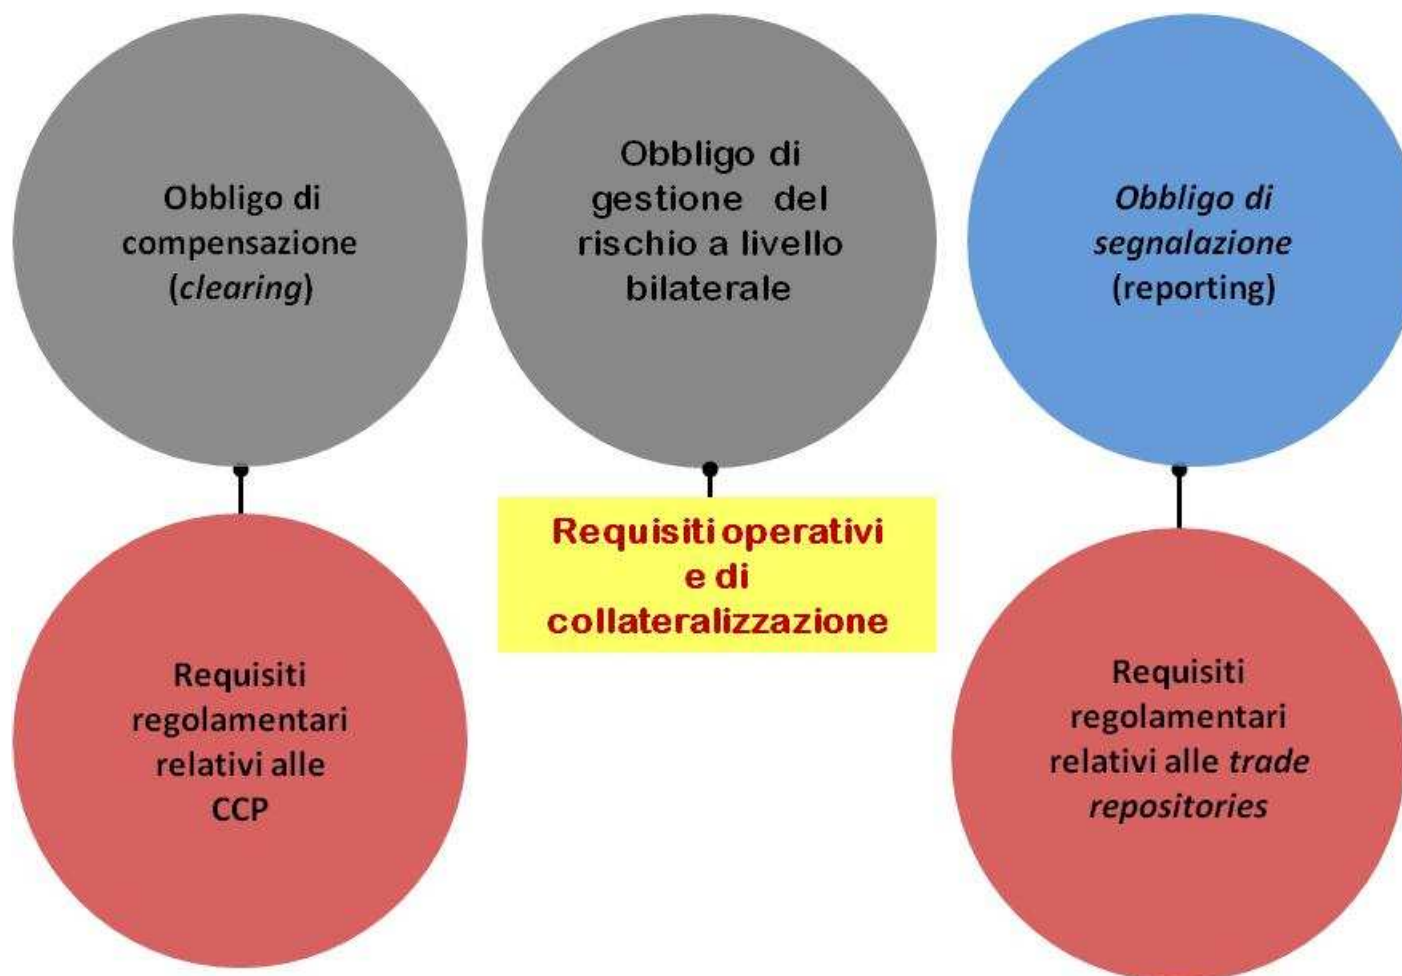 Obbligo di
compensazione
(clearing)
Obbligo di
gestione del
rischio a livello
bilaterale
Obbligo di
segnalazione
(reporting)
Requisiti operativi
e di
collateralizzazione
Requisiti
regolamentari
relativi alle
CCP
Requisiti
regolamentari
relativi alle trade
repositories